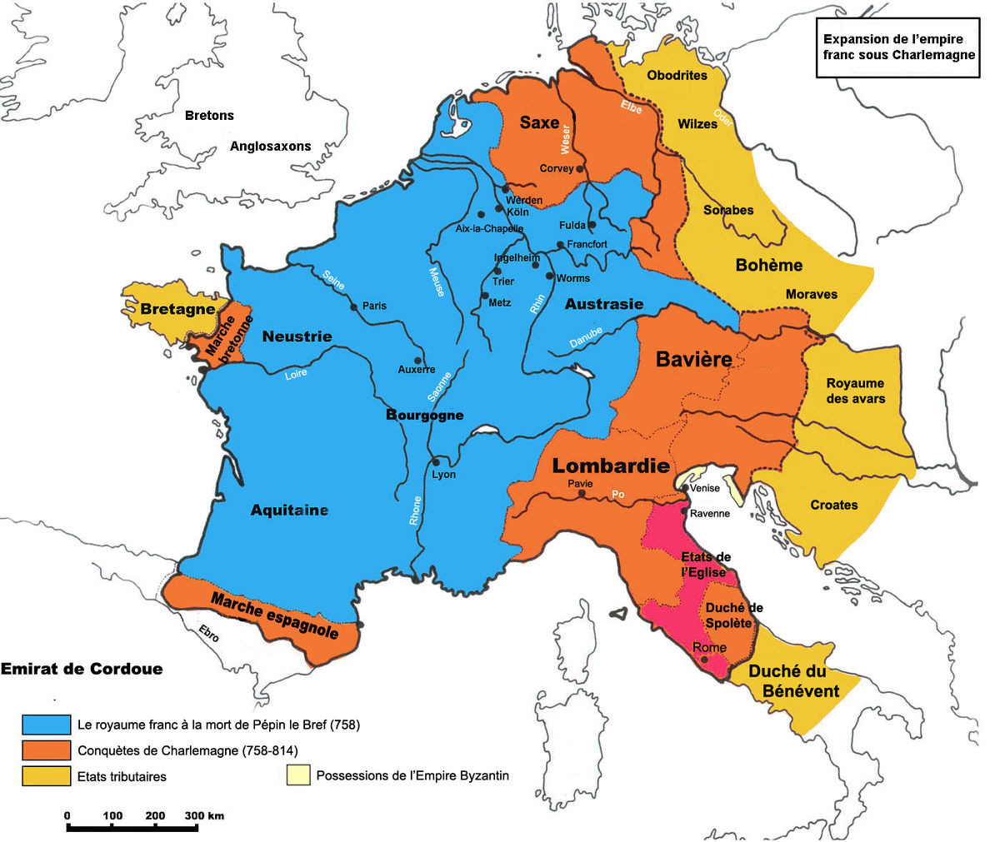 Expansion de l'empire
franc sous Charlemagne
Obodrites
Bretons
Elbe
Oder
Saxe
Wilzes
Weser
Anglosaxons
Corvey
Werden
Köln
Sorabes
Aix-la-Chapelle
Fulda
Francfort
Ingelheim
Bohème
Seine
Meuse
Trier
Worms
Moraves
Metz
Rhin
Austrasie
Paris
Bretagne
Marche
bretonne
Neustrie
Danube
Bavière
Auxerre
Loire
Saonne
Royaume
des avars
Bourgogne
Lombardie
Lyon
Pavie
Venise
Po
Aquitaine
Rhone
Croates
Ravenne
Etats de
l'Eglise
Marche espagnole
Duché de
Spolète
Ebro
Rome
Emirat de Cordoue
Duché du
Bénévent
Le royaume franc à la mort de Pépin le Bref (758)
Conquètes de Charlemagne (758-814)
Etats tributaires
Possessions de l'Empire Byzantin
0 100 200 300 km